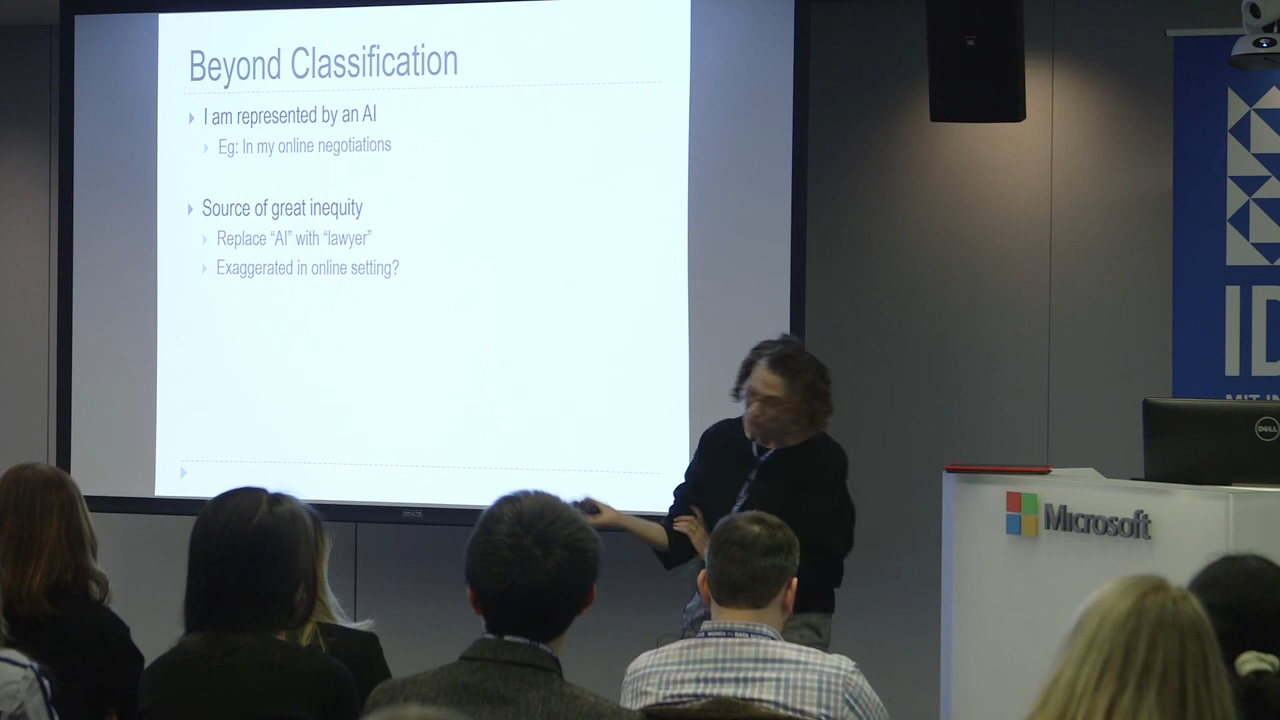 Beyond Classification
I am represented by an AI
Eg: In my online negotiations
Source of great inequity
Replace “AI” with “lawyer”
Exaggerated in online setting?
Microsoft
DELL